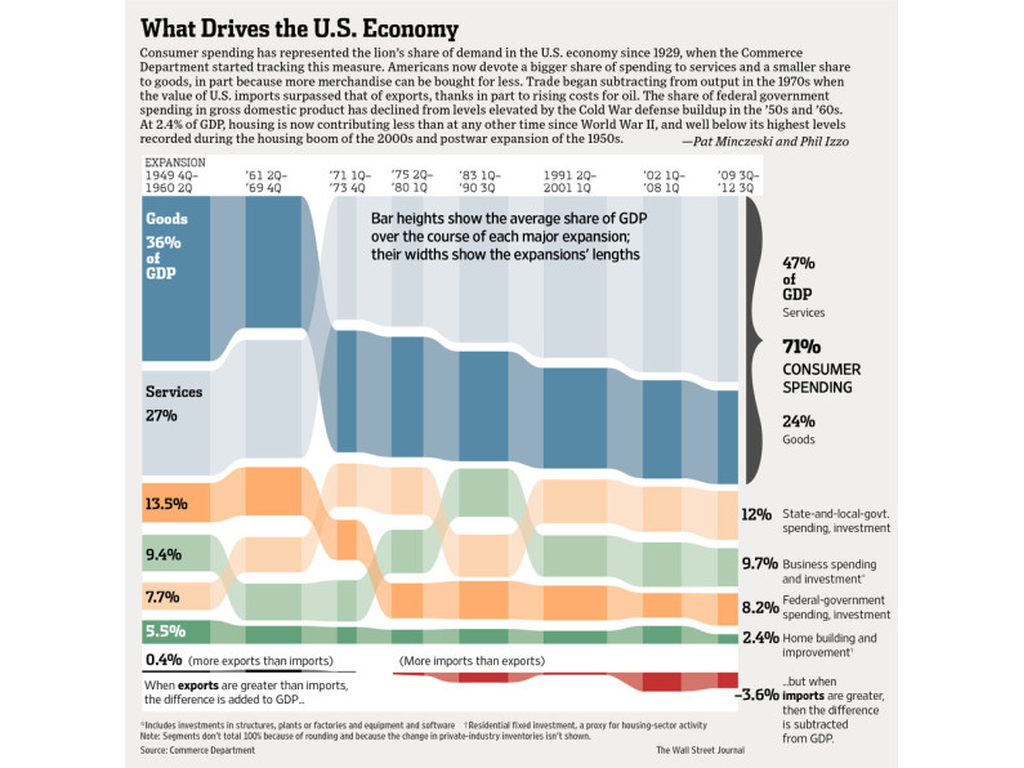 What Drives the U.S. Economy
Consumer spending has represented the lion's share of demand in the U.S. economy since 1929, when the Commerce
Department started tracking this measure. Americans now devote a bigger share of spending to services and a smaller share
to goods, in part because more merchandise can be bought for less. Trade began subtracting from output in the 1970s when
the value of U.S. imports surpassed that of exports, thanks in part to rising costs for oil. The share of federal government
spending in gross domestic product has declined from levels elevated by the Cold War defense buildup in the '50s and '60s.
At 2.4% of GDP, housing is now contributing less than at any other time since World War II, and well below its highest levels
recorded during the housing boom of the 2000s and postwar expansion of the 1950s.
—Pat Minczeski and Phil Izzo
EXPANSION
1949 4Q– '61 2Q– '71 1Q– '75 2Q– '83 1Q– 1991 2Q– '02 1Q– '09 3Q–
1960 2Q '69 4Q '73 4Q '80 1Q '90 3Q 2001 1Q '08 1Q '12 3Q
Goods
36%
of
GDP
Bar heights show the average share of GDP
over the course of each major expansion;
their widths show the expansions' lengths
47%
of
GDP
Services
71%
CONSUMER
SPENDING
24%
Goods
Services
27%
13.5%
9.4%
7.7%
5.5%
12% State-and-local-govt.
spending, investment
9.7% Business spending
and investment*
8.2% Federal-government
spending, investment
2.4% Home building and
improvement†
0.4% (more exports than imports)
(More imports than exports)
When exports are greater than imports,
the difference is added to GDP...
–3.6%
...but when
imports are greater,
then the difference
is subtracted
from GDP.
*Includes investments in structures, plants or factories and equipment and software †Residential fixed investment, a proxy for housing-sector activity
Note: Segments don't total 100% because of rounding and because the change in private-industry inventories isn't shown.
Source: Commerce Department
The Wall Street Journal